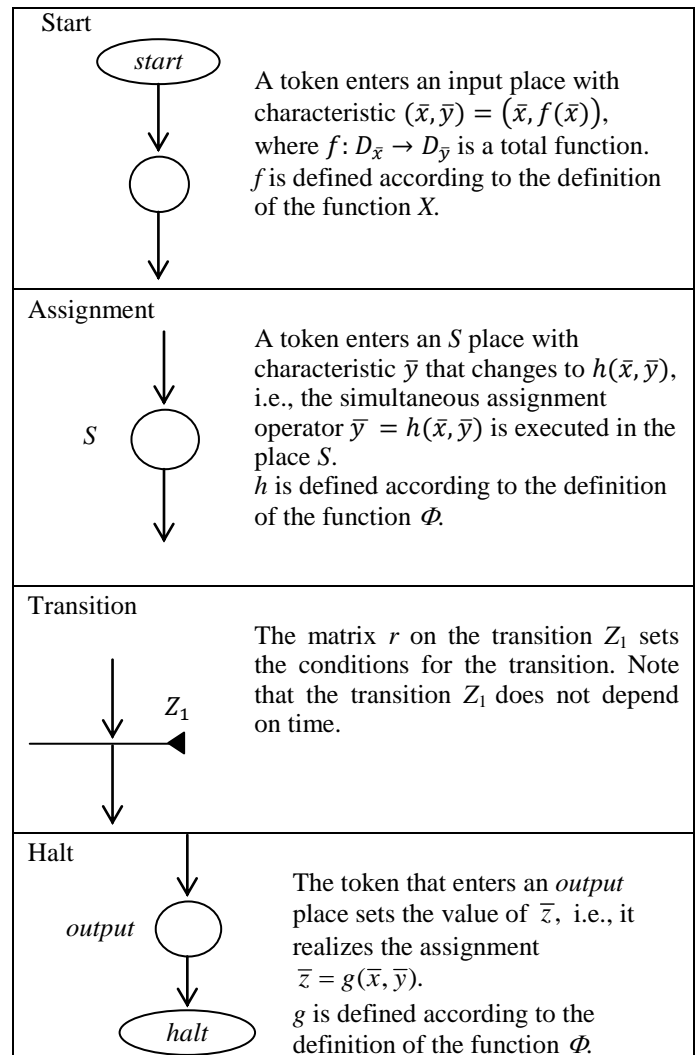 Start
start
A token enters an input place with
characteristic (x̄, ȳ) = (x̄, f(x̄)),
where f: Dx̄ → Dȳ is a total function.
f is defined according to the definition
of the function X.
Assignment
A token enters an S place with
characteristic ȳ that changes to h(x̄, ȳ),
i.e., the simultaneous assignment
operator ȳ = h(x̄, ȳ) is executed in the
place S.
h is defined according to the definition
of the function Φ.
S
Transition
The matrix r on the transition Z₁ sets
the conditions for the transition. Note
that the transition Z₁ does not depend
on time.
Z₁
Halt
output
halt
The token that enters an output
place sets the value of z̄, i.e., it
realizes the assignment
z̄ = g(x̄, ȳ).
g is defined according to the
definition of the function Φ.